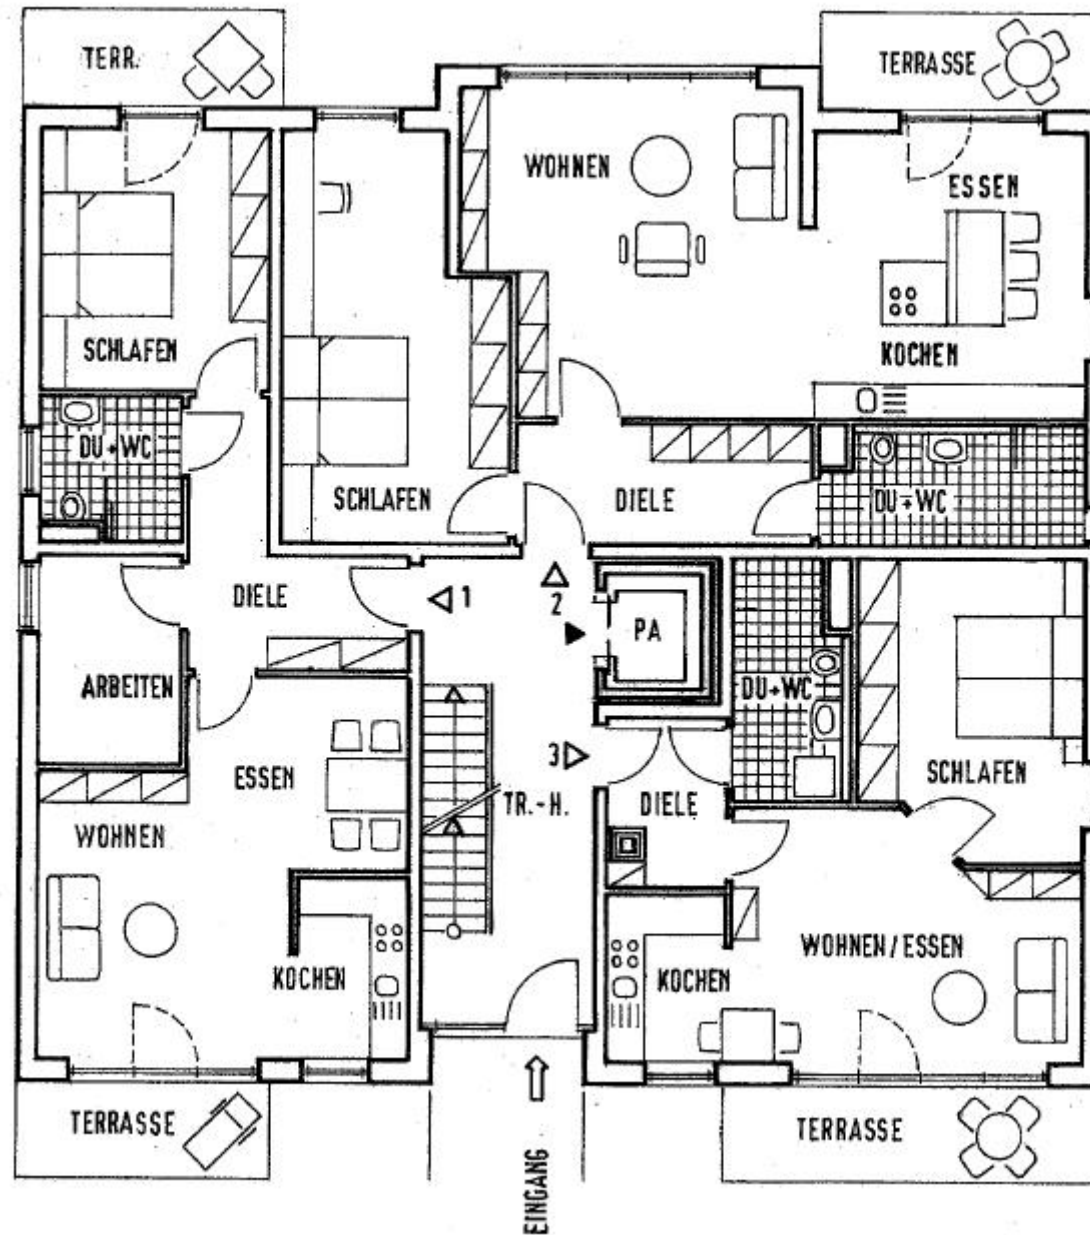 TERR.
TERRASSE
WOHNEN
ESSEN
SCHLAFEN
KOCHEN
DU+WC
SCHLAFEN
DIELE
DU+WC
DIELE
1
2
PA
ARBEITEN
DU+WC
ESSEN
3
SCHLAFEN
WOHNEN
TR.-H.
DIELE
KOCHEN
KOCHEN
WOHNEN/ESSEN
TERRASSE
TERRASSE
EINGANG